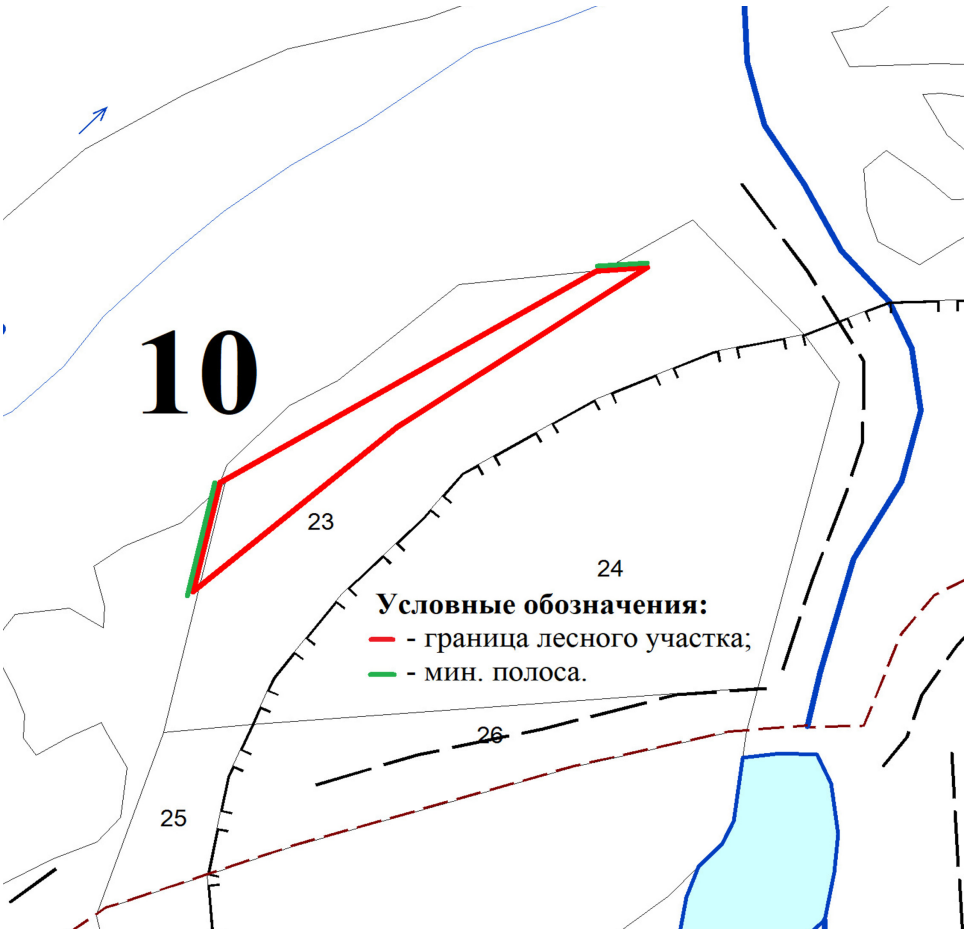 10
23
24
Условные обозначения:
- граница лесного участка;
- мин. полоса.
26
25